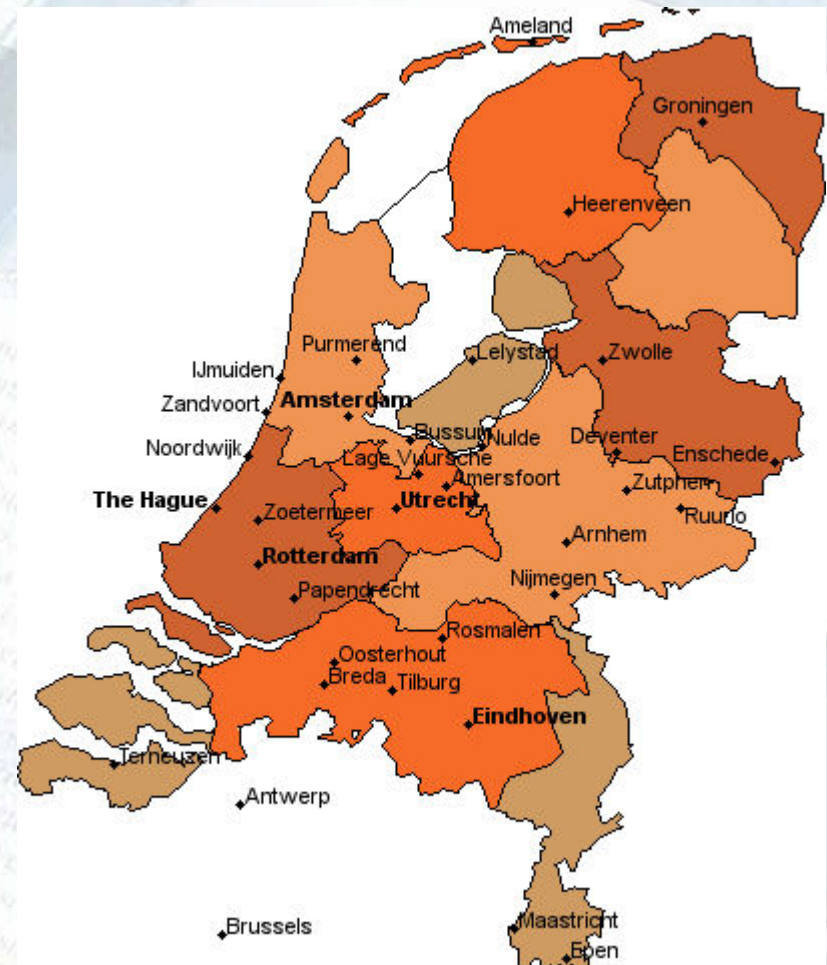 Ameland
Groningen
Heerenveen
Purmerend
Lelystad
Zwolle
IJmuiden
Zandvoort
Amsterdam
Bussum
Nulde
Deventer
Noordwijk
Lage Vuursche
Enschede
Amersfoort
Zutphen
The Hague
Zoetermeer
Utrecht
Ruurlo
Rotterdam
Arnhem
Papendrecht
Nijmegen
Rosmalen
Oosterhout
Breda
Tilburg
Eindhoven
Terneuzen
Antwerp
Brussels
Maastricht
Epen